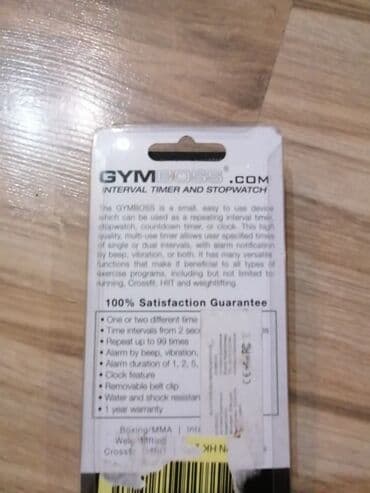 GYMBOSS®.COM
INTERVAL TIMER AND STOPWATCH
The GYMBOSS is a small, easy to use device
which can be used as a repeating interval timer,
stopwatch, countdown timer, or clock. This high
quality, multi-use timer allows user specified times
of single or dual intervals, with alarm notification
by beep, vibration, or both. It has many versatile
functions that make it beneficial to all types of
exercise programs, including but not limited to
running, Crossfit, HIIT and weightlifting.
100% Satisfaction Guarantee
• One or two different time
• Time intervals from 2 sec
• Repeat up to 99 times
• Alarm by beep, vibration,
• Alarm duration of 1, 2, 5,
• Clock feature
• Removable belt clip
• Water and shock resistan
• 1 year warranty
Boxing/MMA |